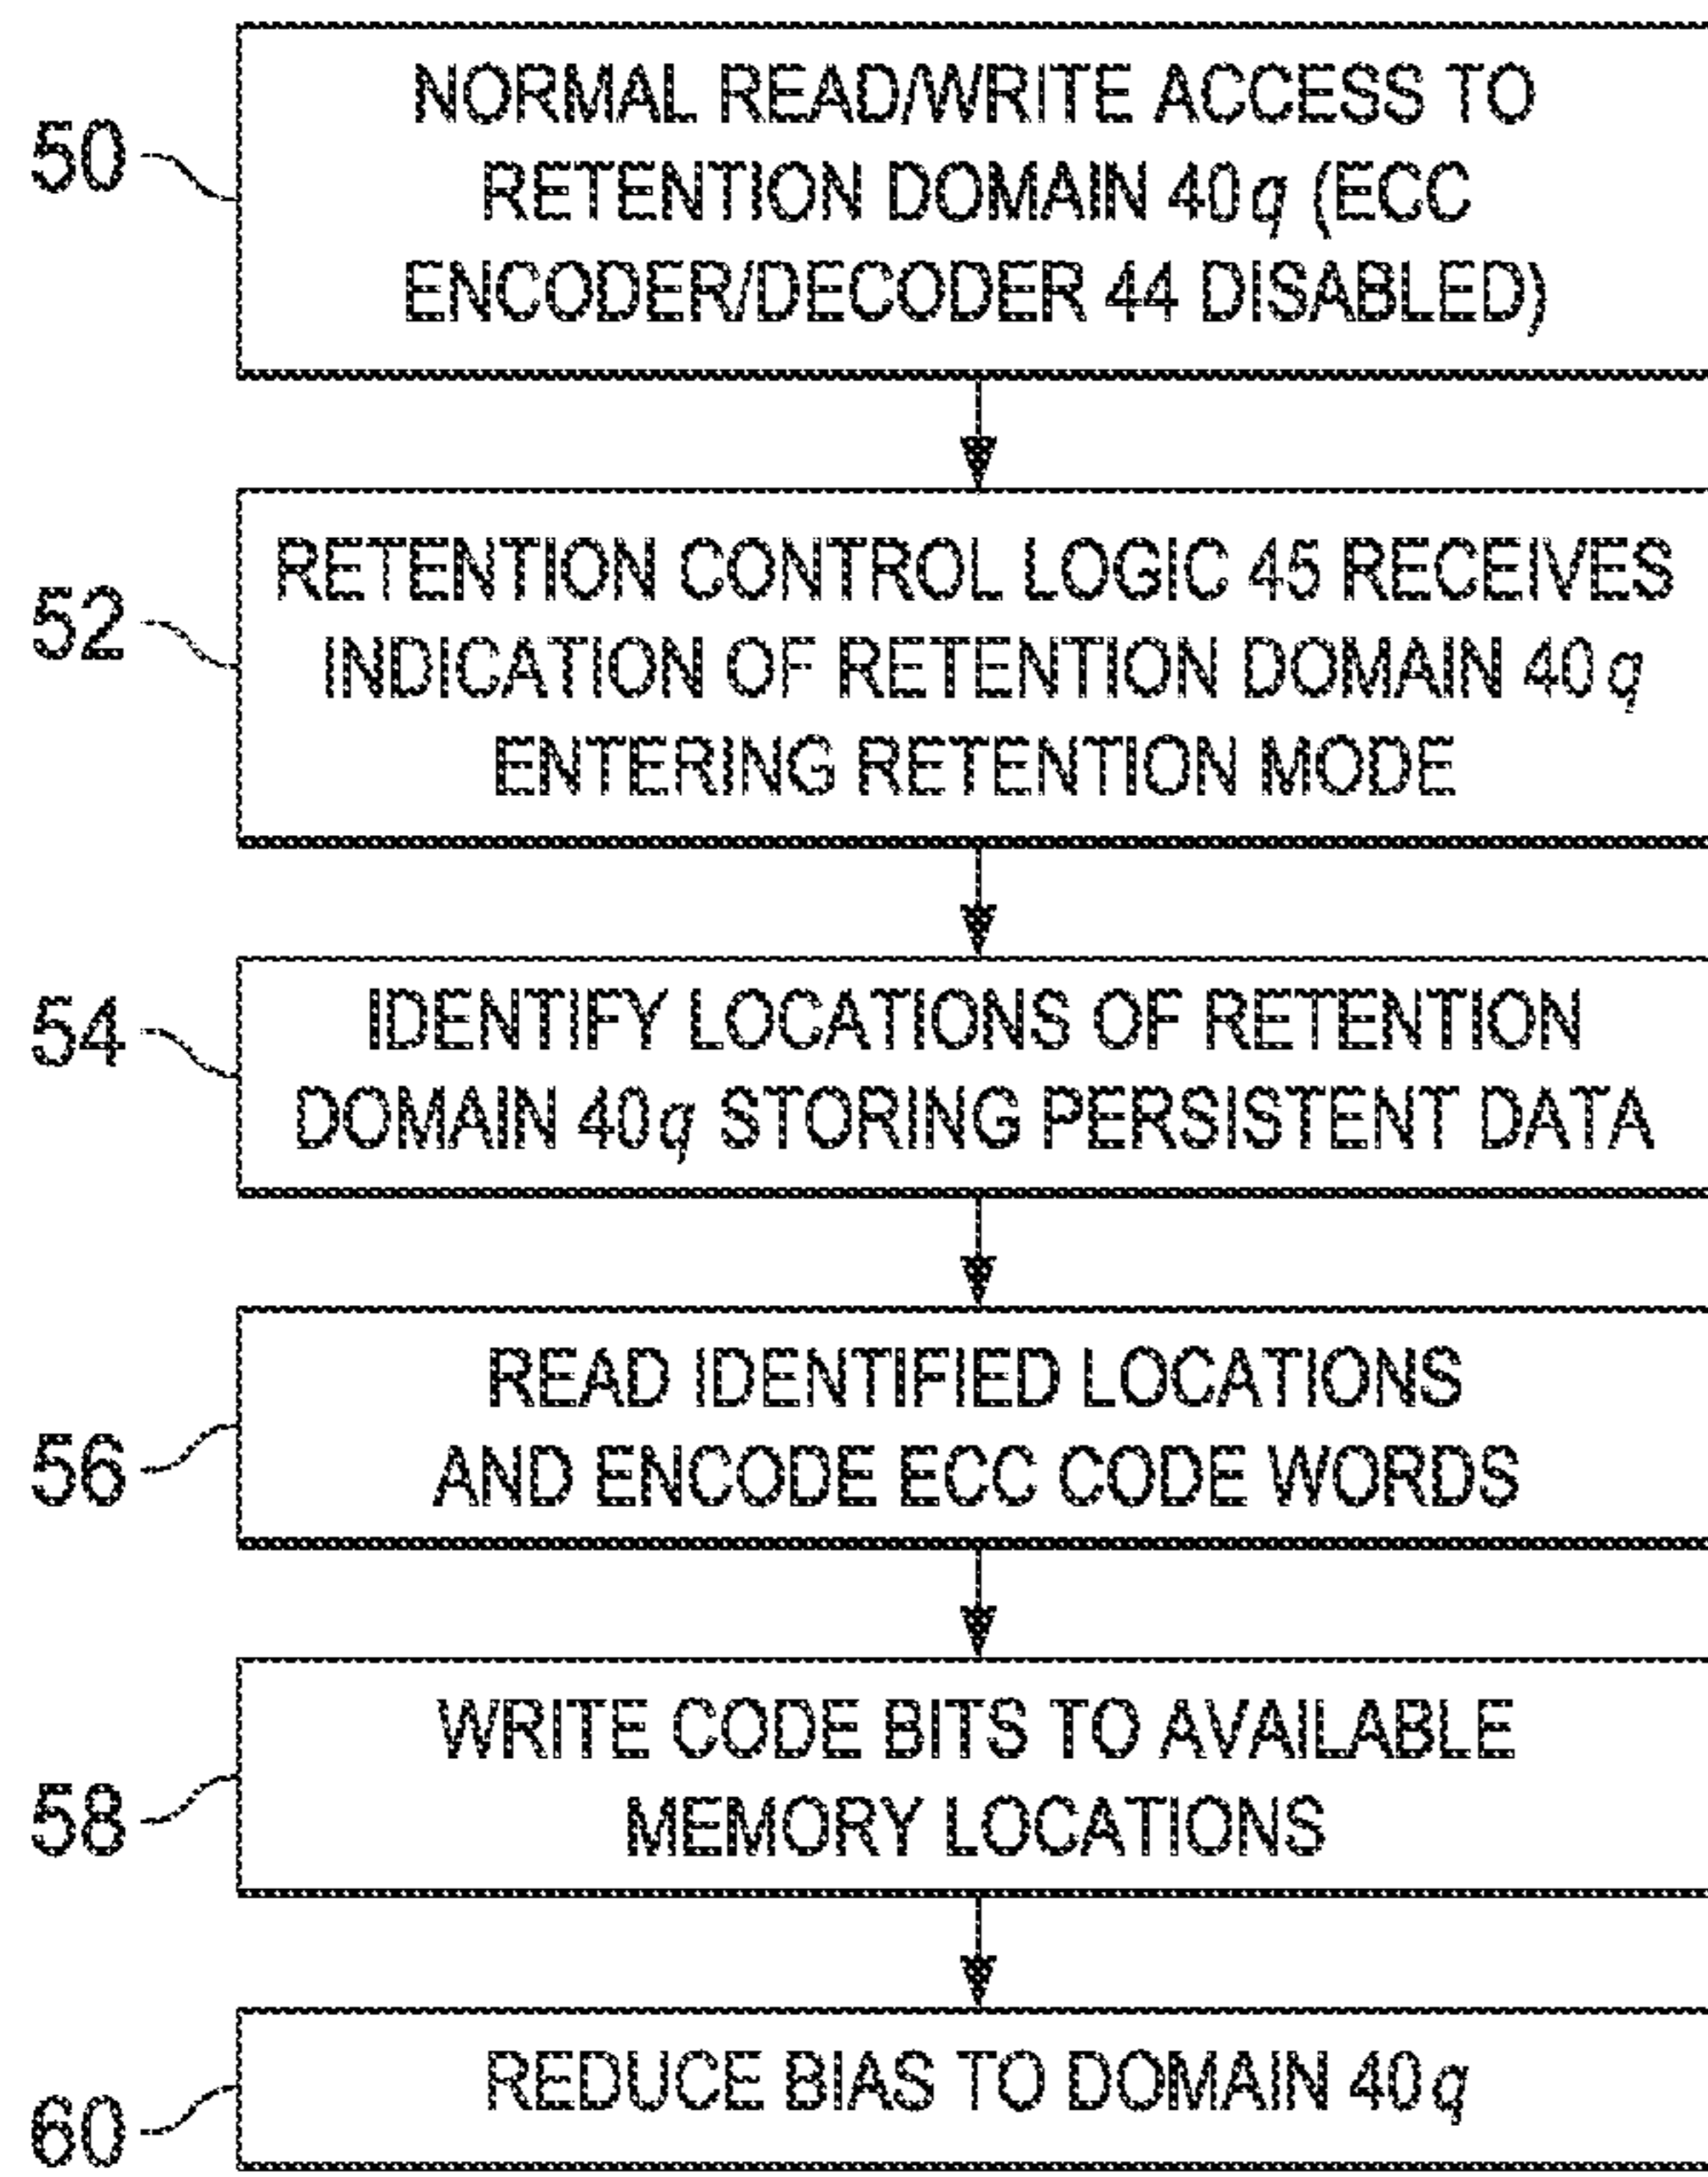 50
NORMAL READ/WRITE ACCESS TO
RETENTION DOMAIN 40q (ECC
ENCODER/DECODER 44 DISABLED)
52
RETENTION CONTROL LOGIC 45 RECEIVES
INDICATION OF RETENTION DOMAIN 40q
ENTERING RETENTION MODE
54
IDENTIFY LOCATIONS OF RETENTION
DOMAIN 40q STORING PERSISTENT DATA
56
READ IDENTIFIED LOCATIONS
AND ENCODE ECC CODE WORDS
58
WRITE CODE BITS TO AVAILABLE
MEMORY LOCATIONS
60
REDUCE BIAS TO DOMAIN 40q